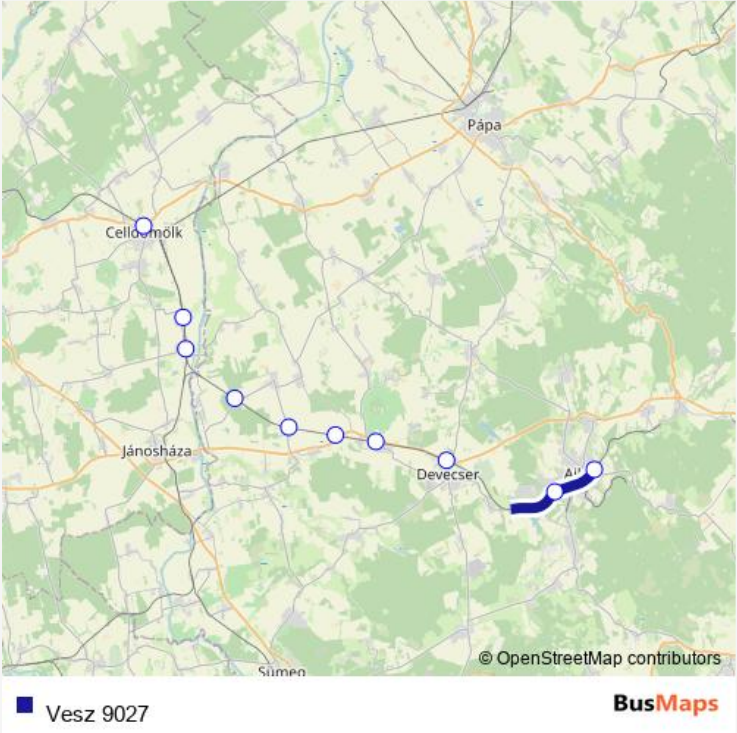 Pápa
Celldömölk
Jánosháza
Devecser
Sümeg
© OpenStreetMap contributors
Vesz 9027
BusMaps